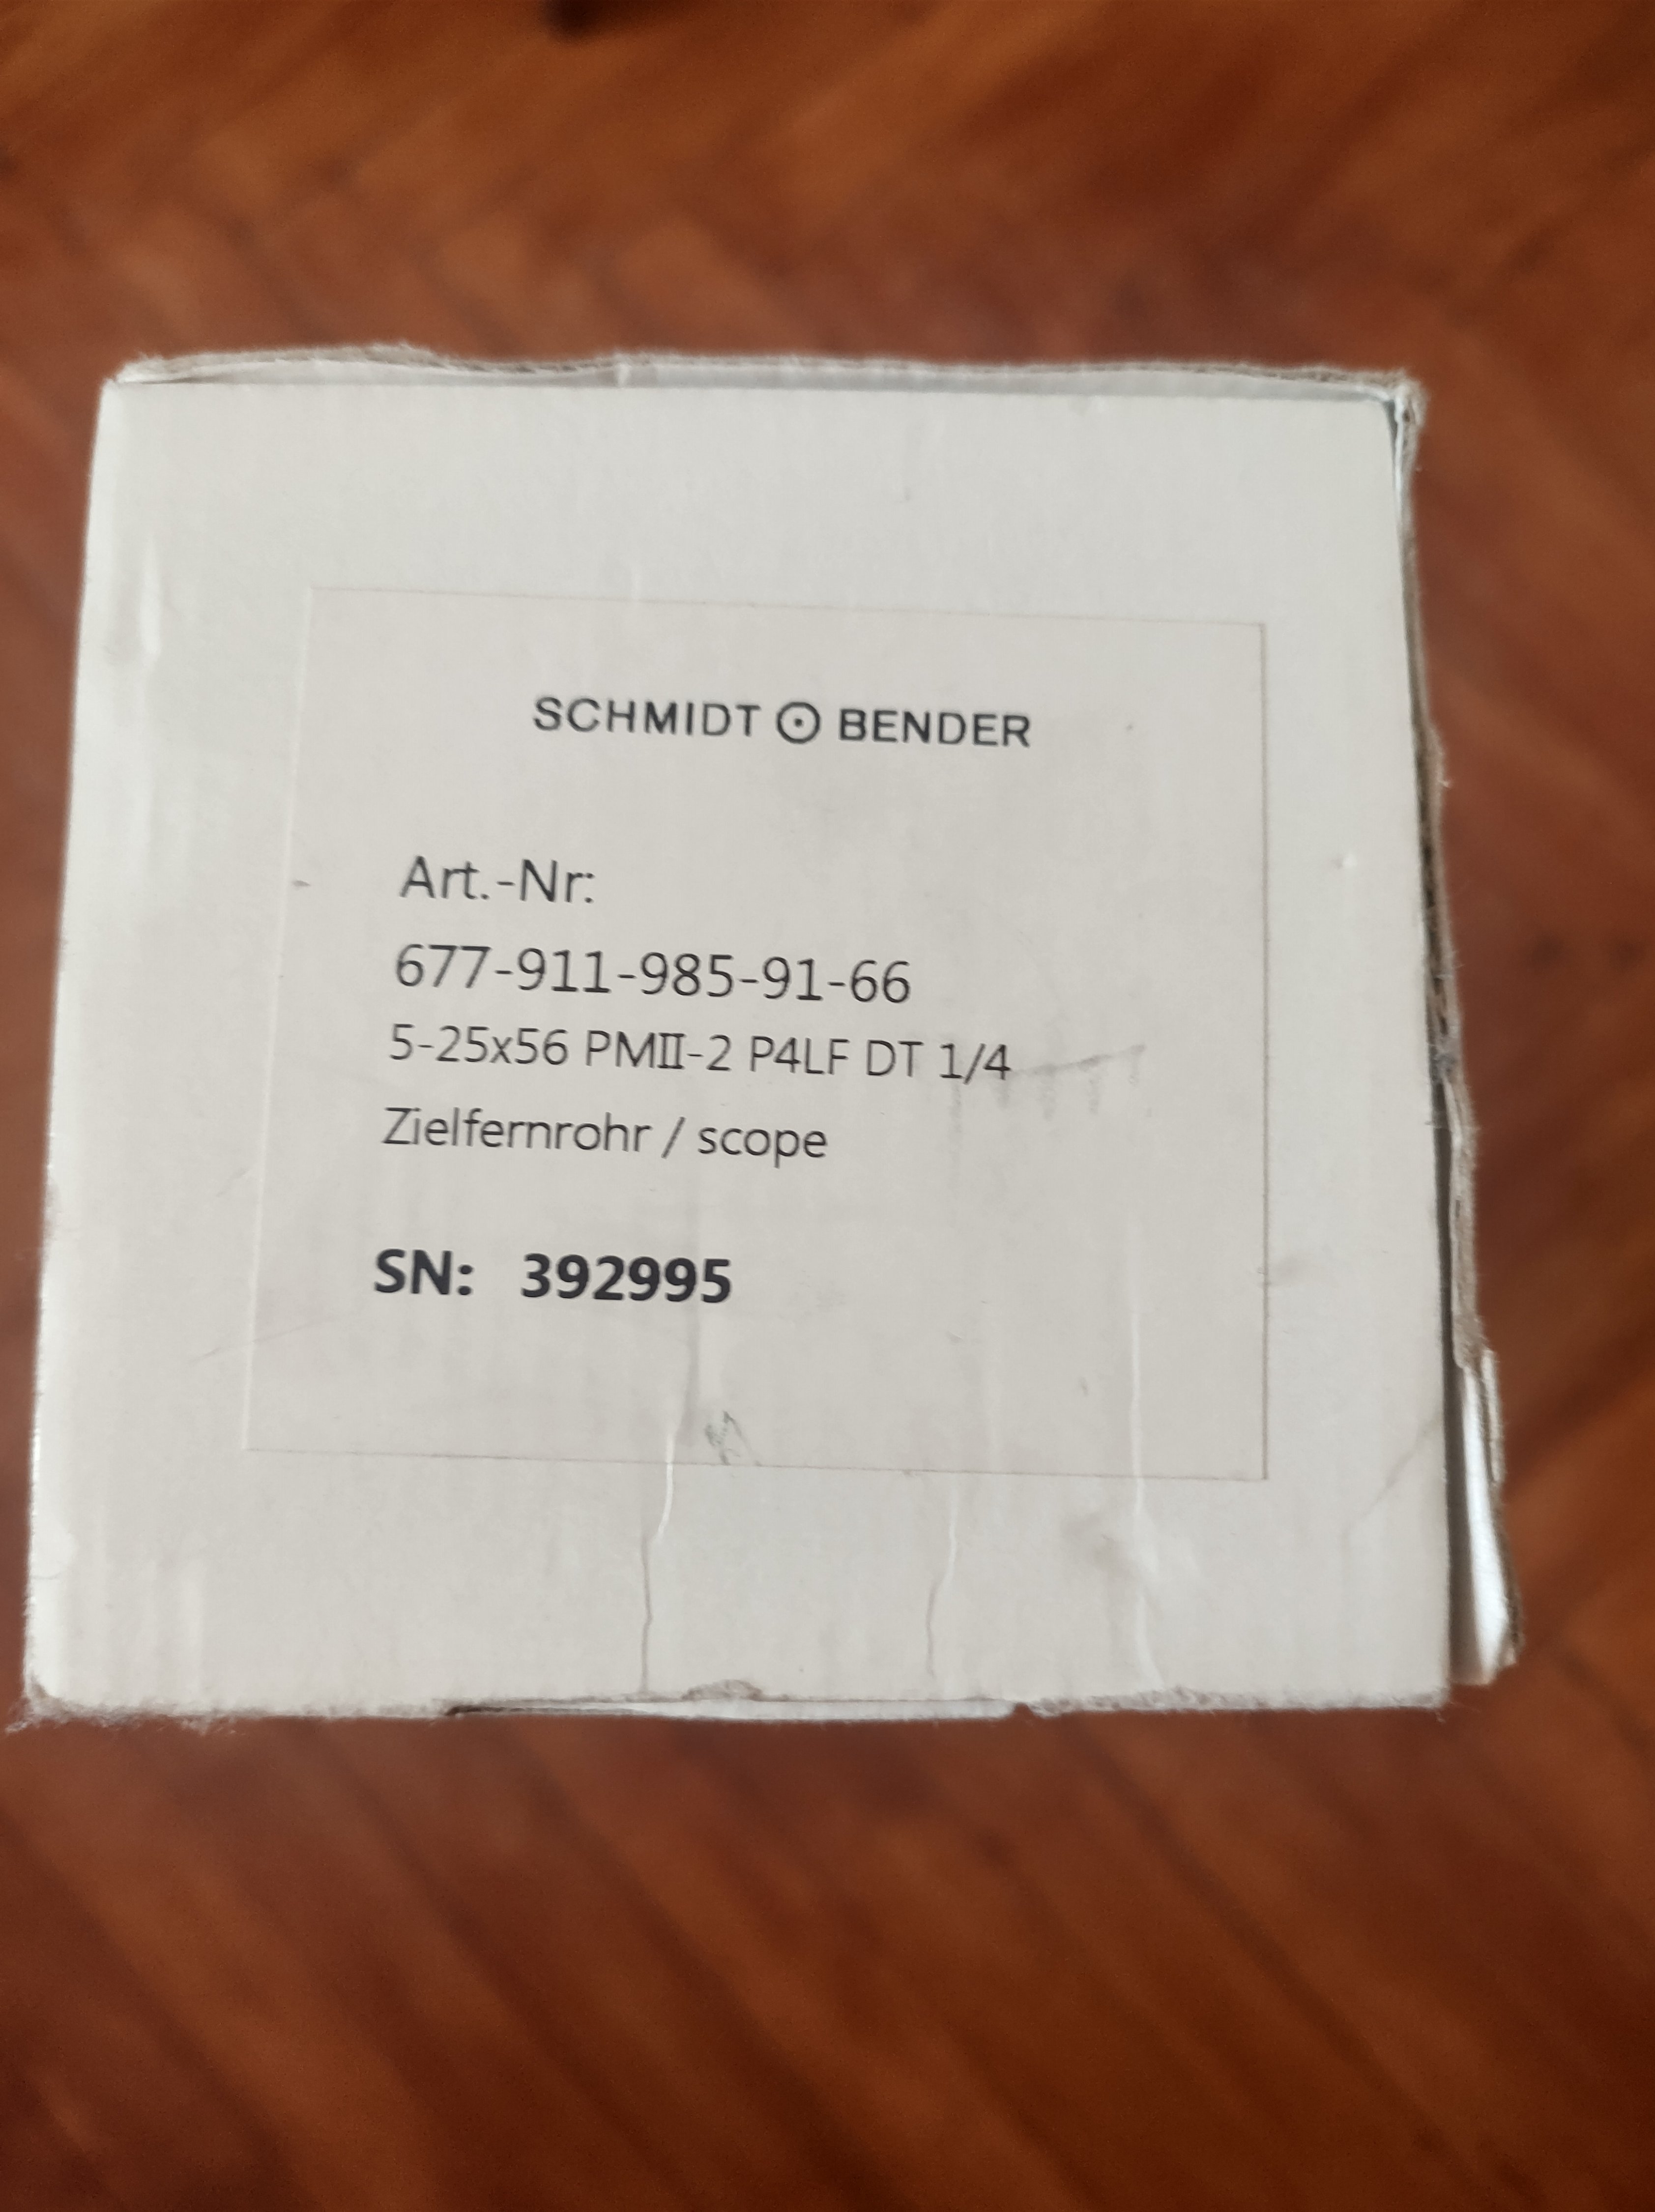 SCHMIDT BENDER
Art.-Nr:
677-911-985-91-66
5-25x56 PMII-2 P4LF DT 1/4
Zielfernrohr / scope
SN: 392995